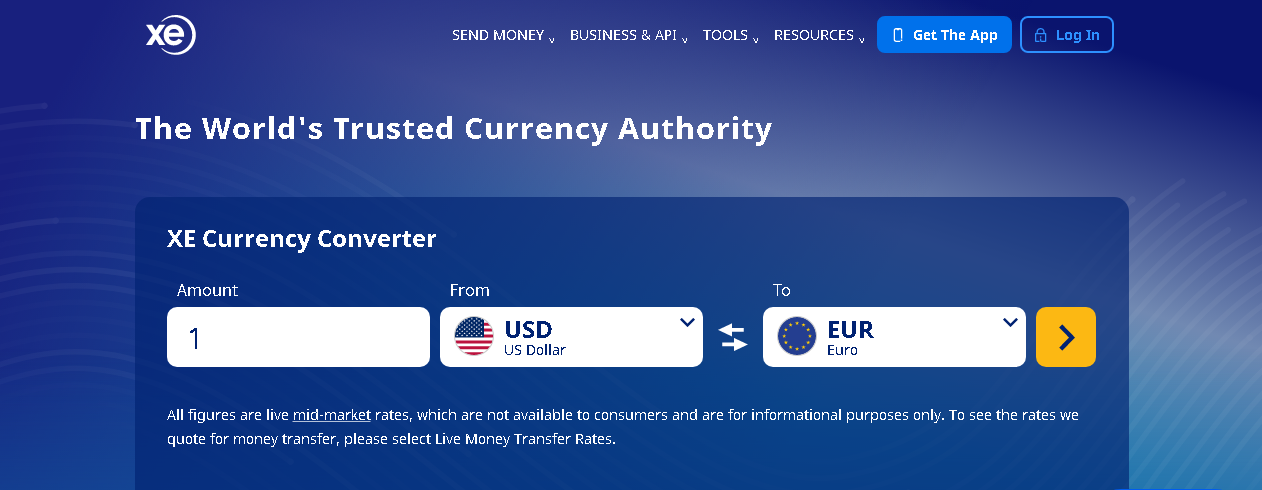 xe
SEND MONEY BUSINESS & API TOOLS RESOURCES Get The App Log In
The World's Trusted Currency Authority
XE Currency Converter
Amount From To
1 USD EUR
US Dollar Euro
All figures are live mid-market rates, which are not available to consumers and are for informational purposes only. To see the rates we
quote for money transfer, please select Live Money Transfer Rates.